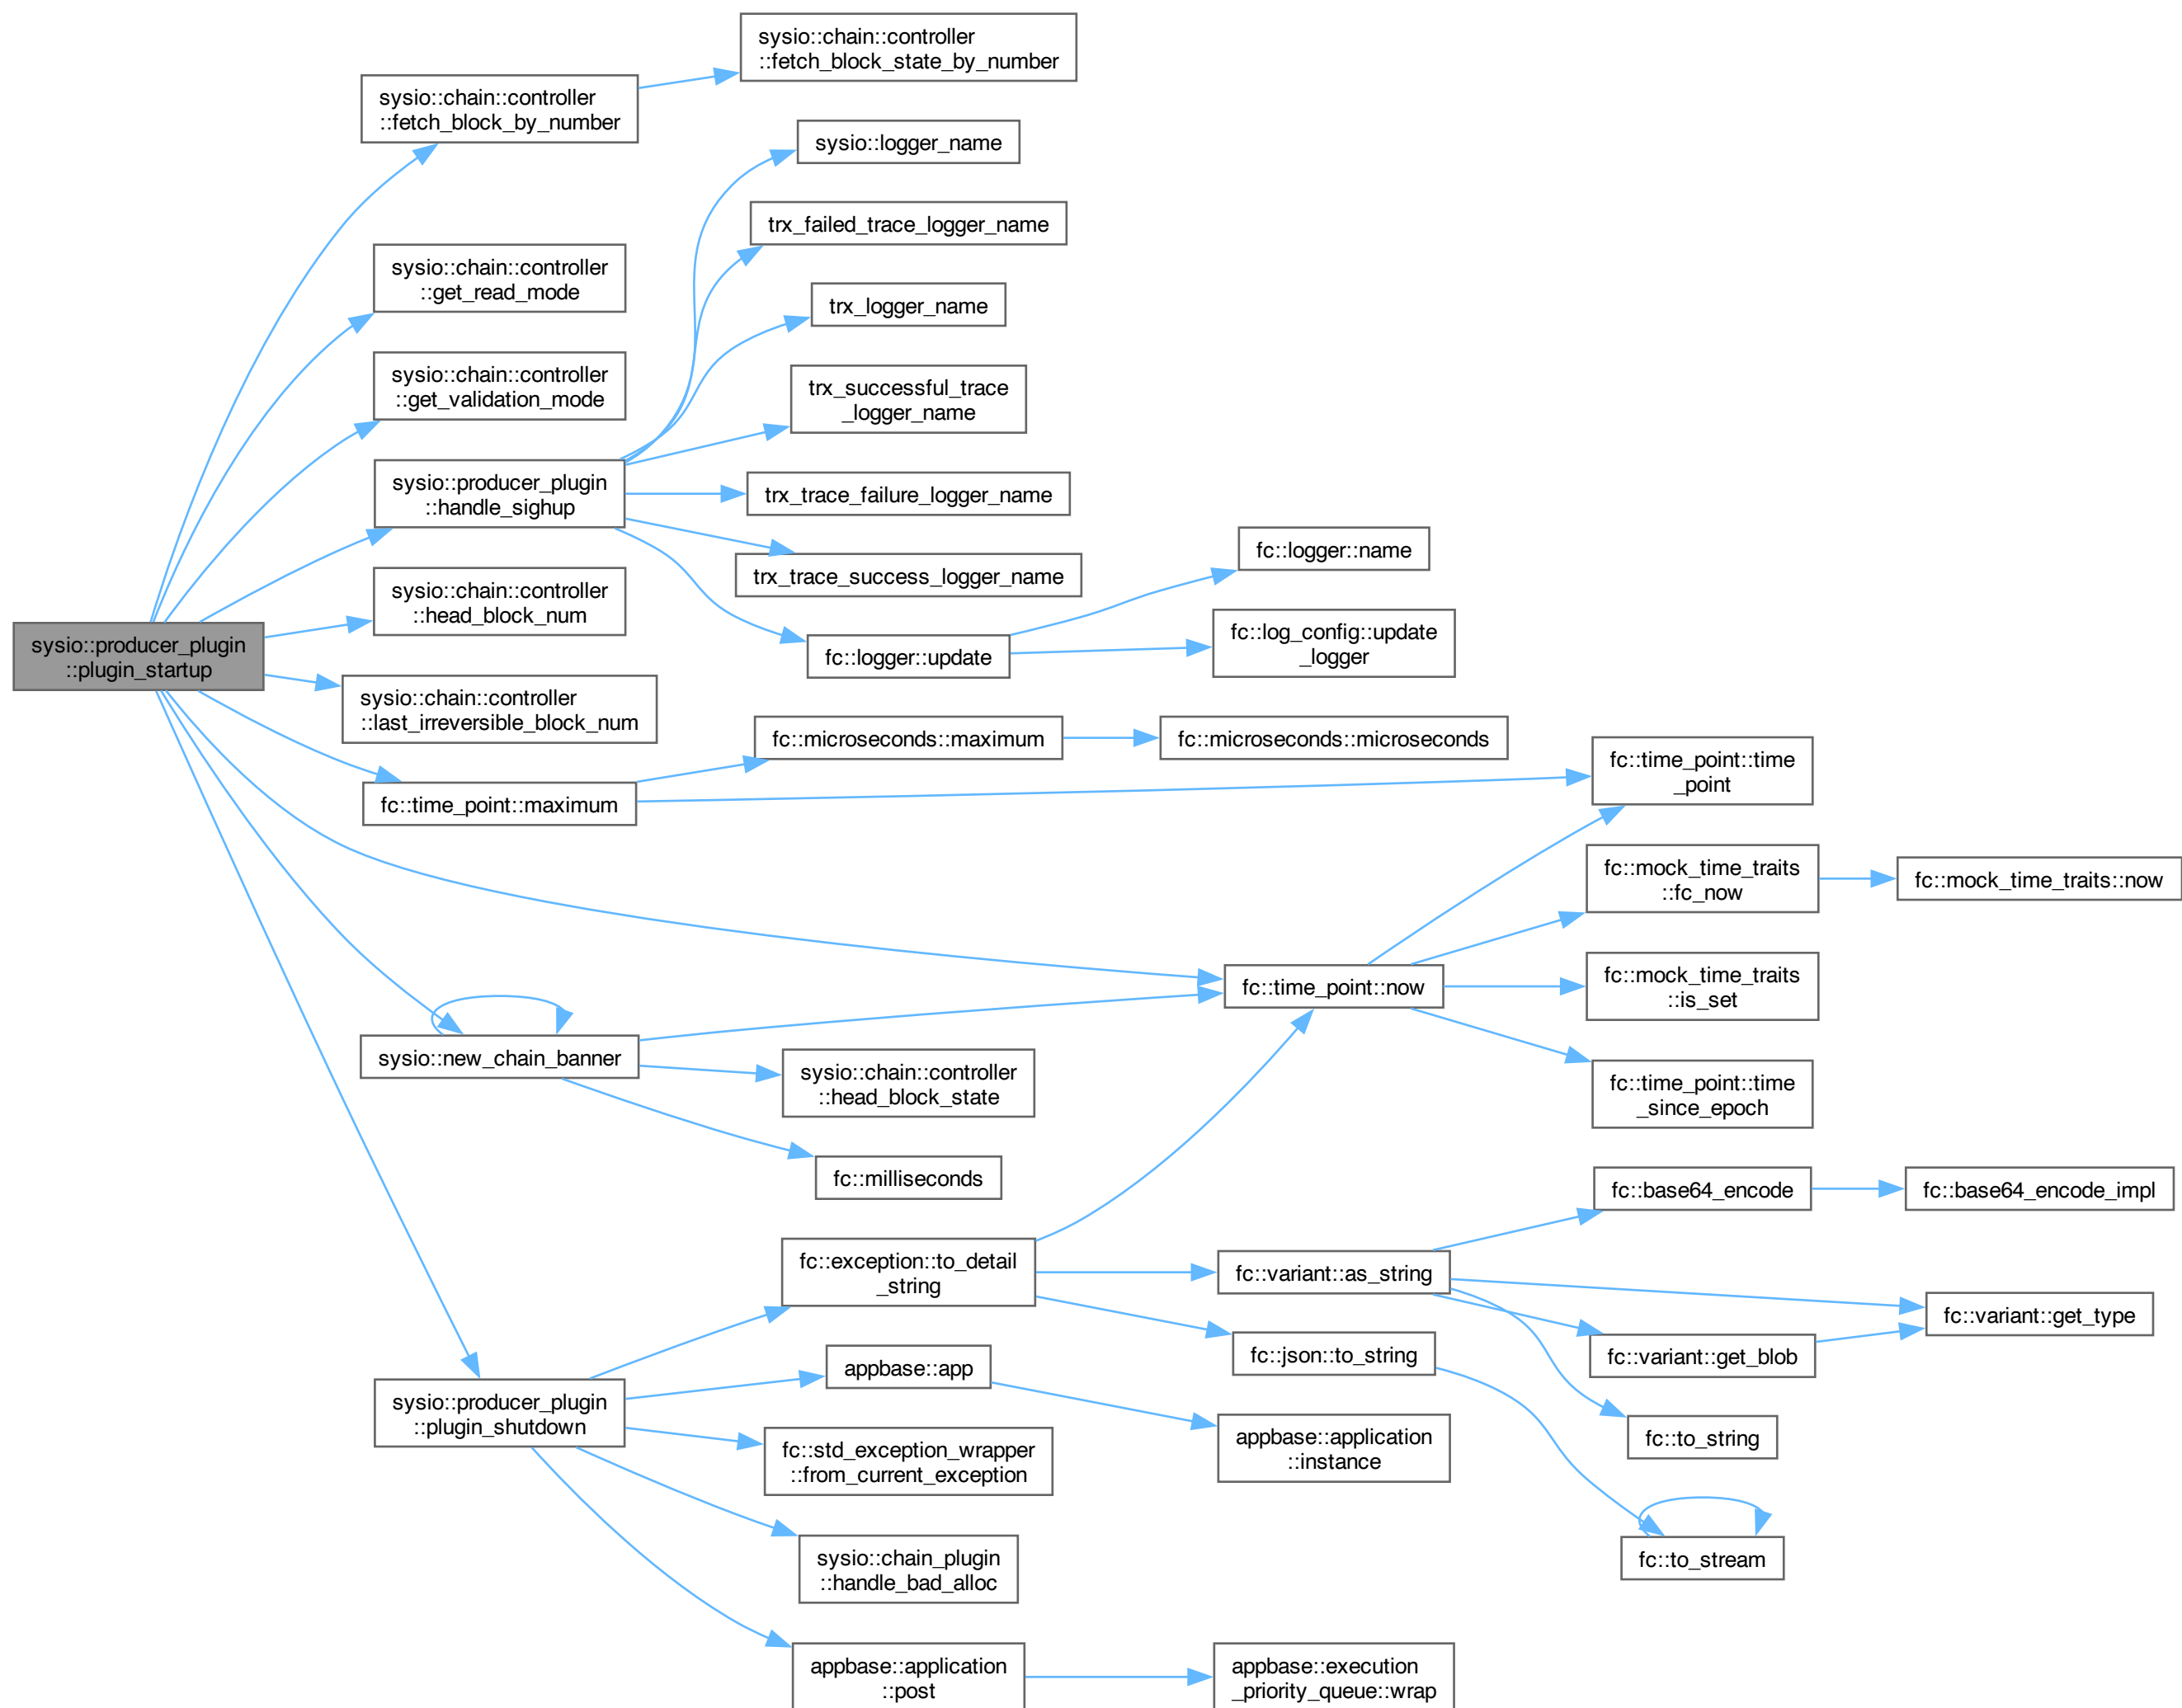 sysio::producer_plugin
::plugin_startup
sysio::chain::controller
::fetch_block_by_number
sysio::chain::controller
::fetch_block_state_by_number
sysio::chain::controller
::get_read_mode
sysio::chain::controller
::get_validation_mode
sysio::producer_plugin
::handle_sighup
sysio::logger_name
trx_failed_trace_logger_name
trx_logger_name
trx_successful_trace
_logger_name
trx_trace_failure_logger_name
trx_trace_success_logger_name
fc::logger::update
fc::logger::name
fc::log_config::update
_logger
sysio::chain::controller
::head_block_num
sysio::chain::controller
::last_irreversible_block_num
fc::time_point::maximum
fc::microseconds::maximum
fc::microseconds::microseconds
fc::time_point::time
_point
fc::time_point::now
fc::mock_time_traits
::fc_now
fc::mock_time_traits::now
fc::mock_time_traits
::is_set
fc::time_point::time
_since_epoch
sysio::new_chain_banner
sysio::chain::controller
::head_block_state
fc::milliseconds
sysio::producer_plugin
::plugin_shutdown
fc::exception::to_detail
_string
fc::variant::as_string
fc::base64_encode
fc::base64_encode_impl
fc::variant::get_type
fc::variant::get_blob
fc::to_string
fc::json::to_string
fc::to_stream
appbase::app
appbase::application
::instance
fc::std_exception_wrapper
::from_current_exception
sysio::chain_plugin
::handle_bad_alloc
appbase::application
::post
appbase::execution
_priority_queue::wrap